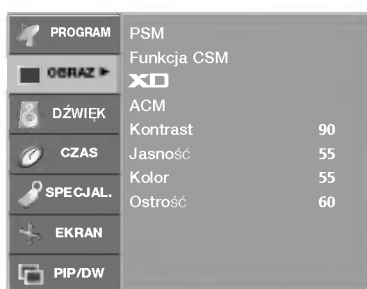 PROGRAM
OBRAZ ►
DŹWIĘK
CZAS
SPECJAL.
EKRAN
PIP/DW
PSM
Funkcja CSM
XD
ACM
Kontrast 90
Jasność 55
Kolor 55
Ostrość 60